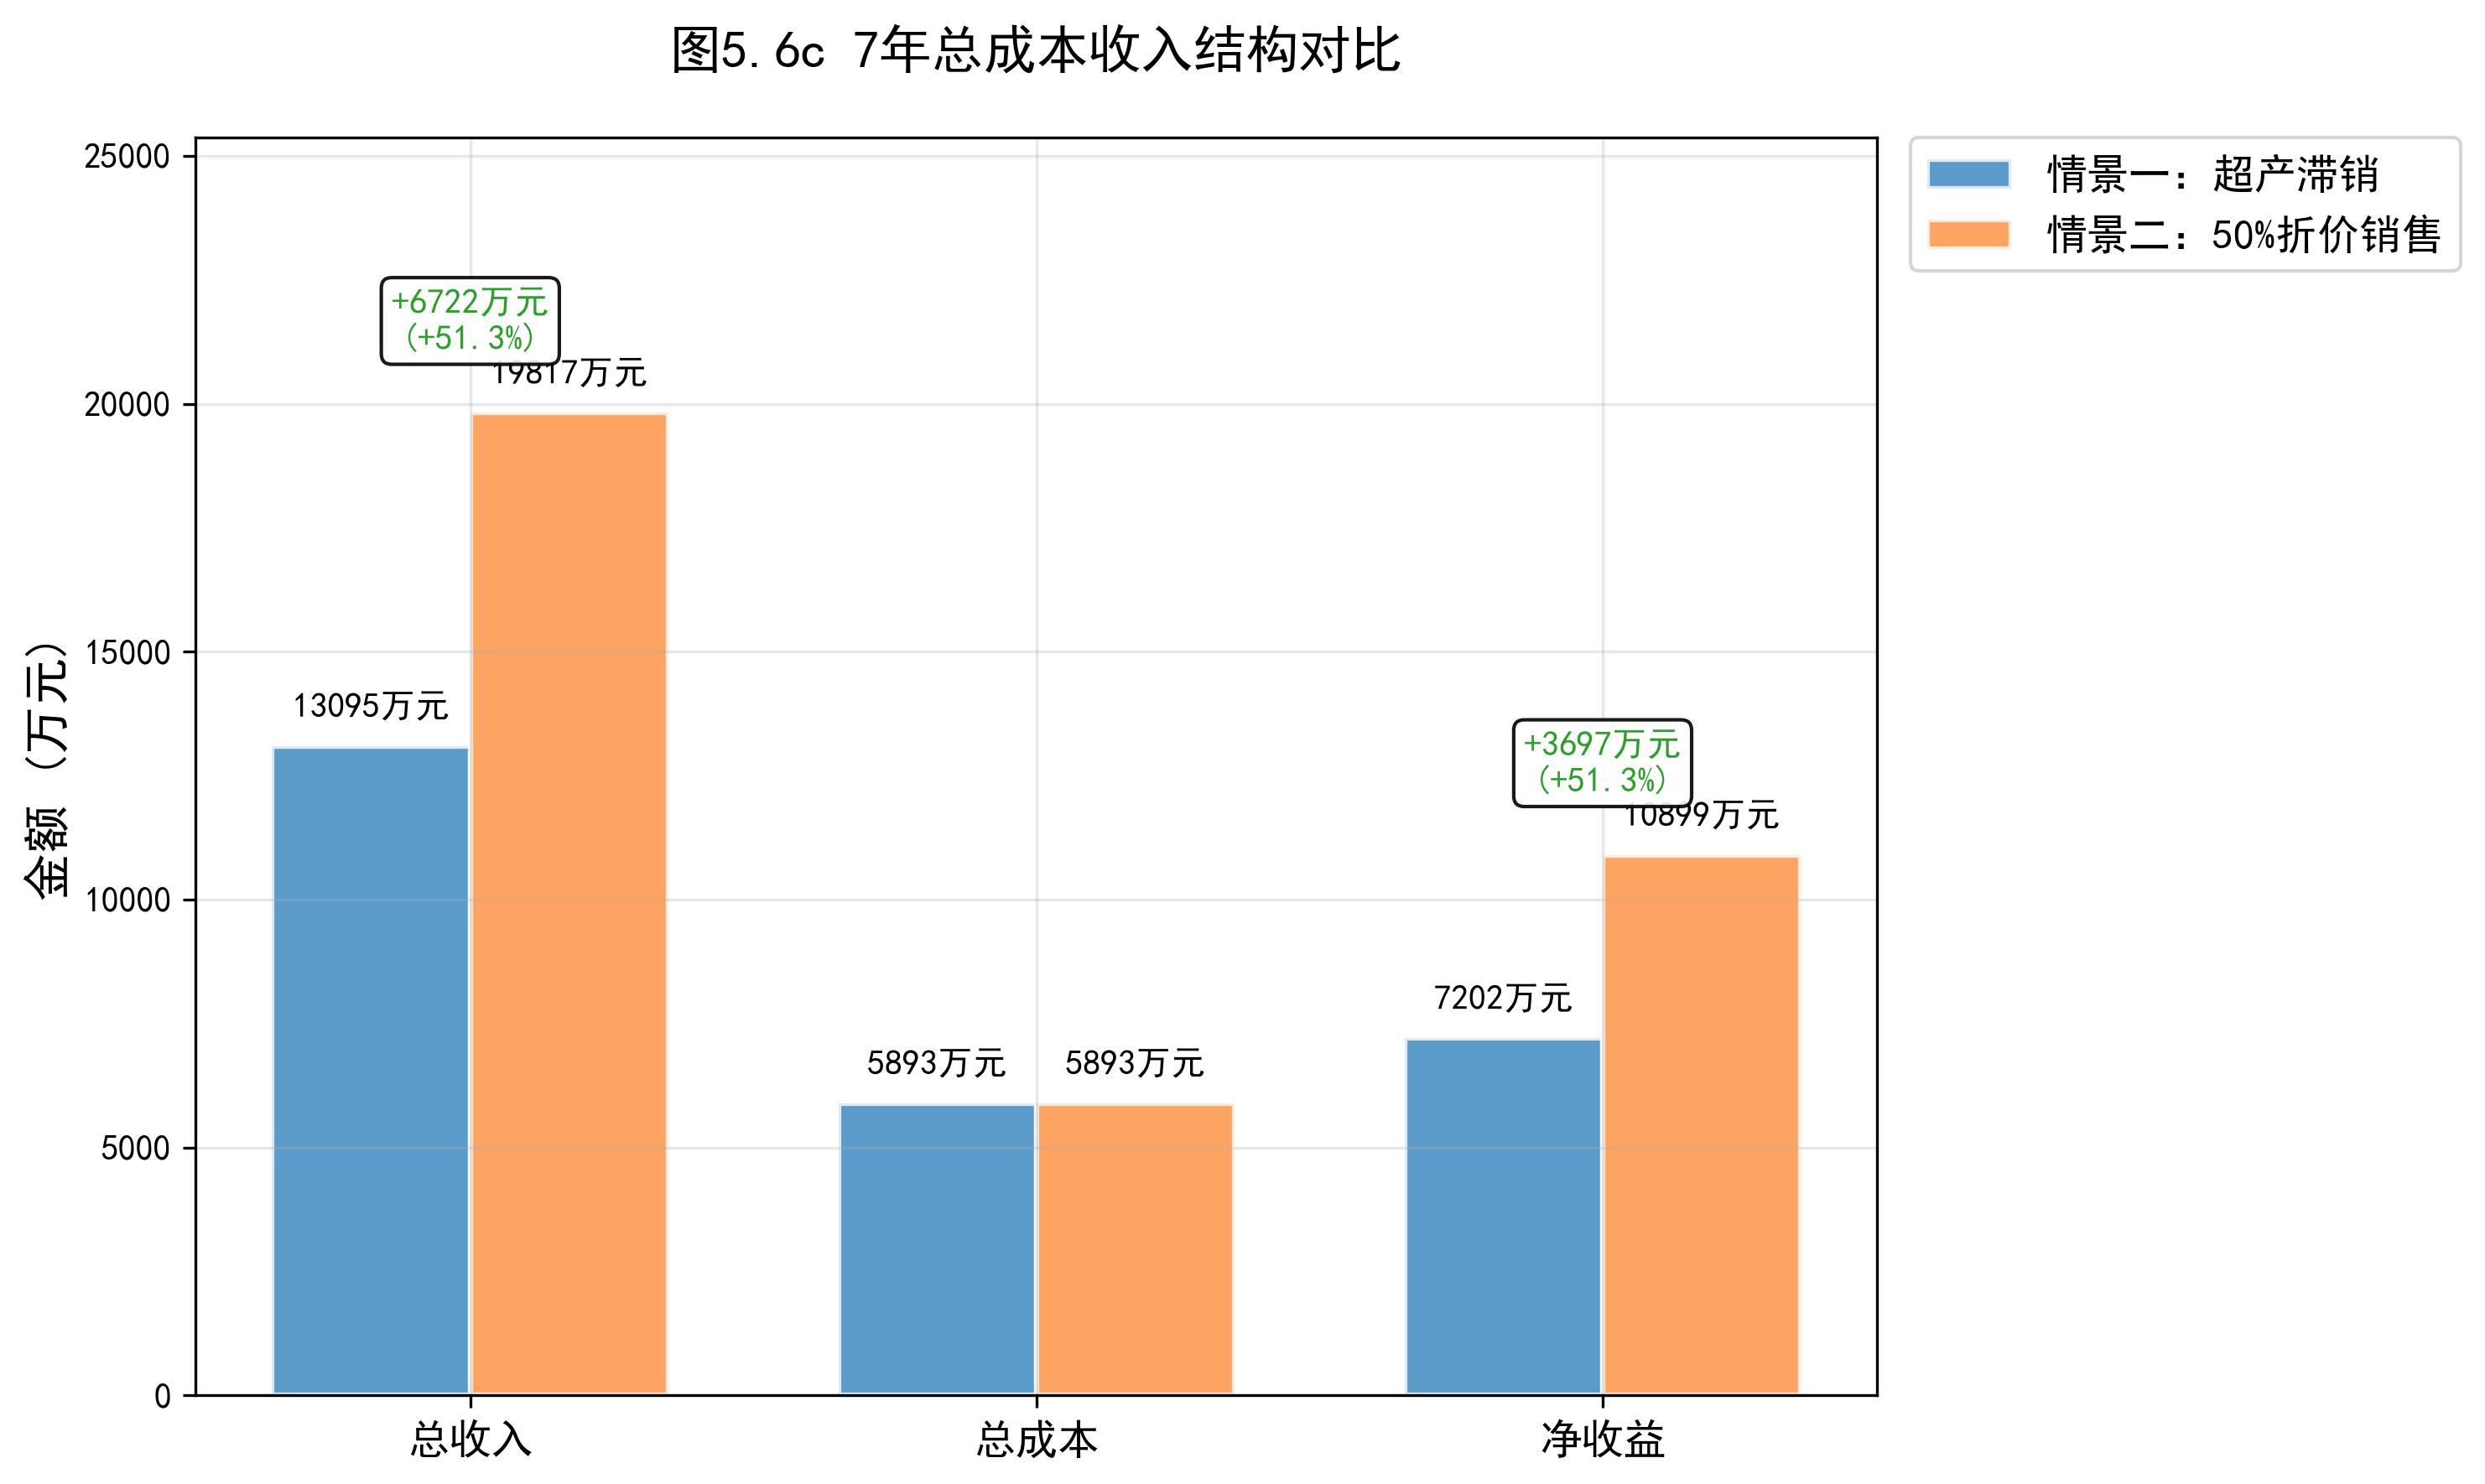 图5.6c 7年总成本收入结构对比
情景一：超产滞销
情景二：50%折价销售
金额（万元）
25000
20000
15000
10000
5000
0
+6722万元
(+51.3%)
19817万元
13095万元
5893万元
5893万元
+3697万元
(+51.3%)
10899万元
7202万元
总收入
总成本
净收益